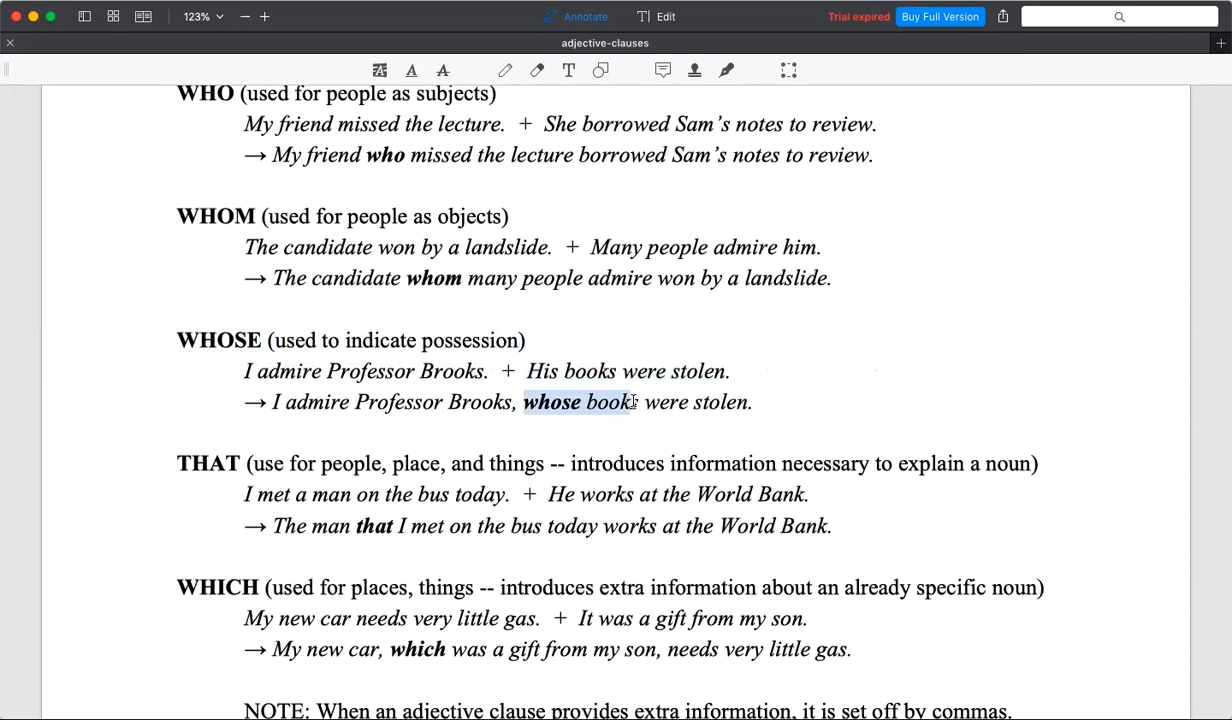 123%
Annotate
Edit
Trial expired
Buy Full Version
adjective-clauses
WHO (used for people as subjects)
My friend missed the lecture. + She borrowed Sam’s notes to review.
→ My friend who missed the lecture borrowed Sam’s notes to review.
WHOM (used for people as objects)
The candidate won by a landslide. + Many people admire him.
→ The candidate whom many people admire won by a landslide.
WHOSE (used to indicate possession)
I admire Professor Brooks. + His books were stolen.
→ I admire Professor Brooks, whose books were stolen.
THAT (use for people, place, and things -- introduces information necessary to explain a noun)
I met a man on the bus today. + He works at the World Bank.
→ The man that I met on the bus today works at the World Bank.
WHICH (used for places, things -- introduces extra information about an already specific noun)
My new car needs very little gas. + It was a gift from my son.
→ My new car, which was a gift from my son, needs very little gas.
NOTE: When an adjective clause provides extra information, it is set off by commas.